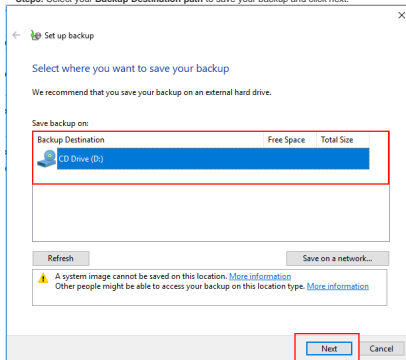 Steps: Select your Backup Destination path to save your backup and click next.
Set up backup
Select where you want to save your backup
We recommend that you save your backup on an external hard drive.
Save backup on:
Backup Destination Free Space Total Size
CD Drive (D:)
Refresh Save on a network...
A system image cannot be saved on this location. More information
Other people might be able to access your backup on this location type. More information
Next Cancel